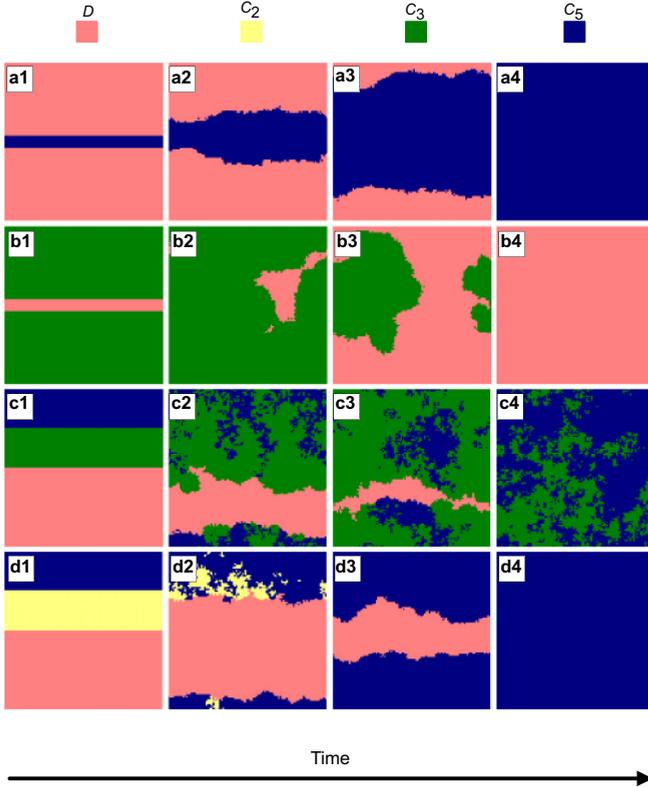 D C2 C3 C5
a1 a2 a3 a4
b1 b2 b3 b4
c1 c2 c3 c4
d1 d2 d3 d4
Time